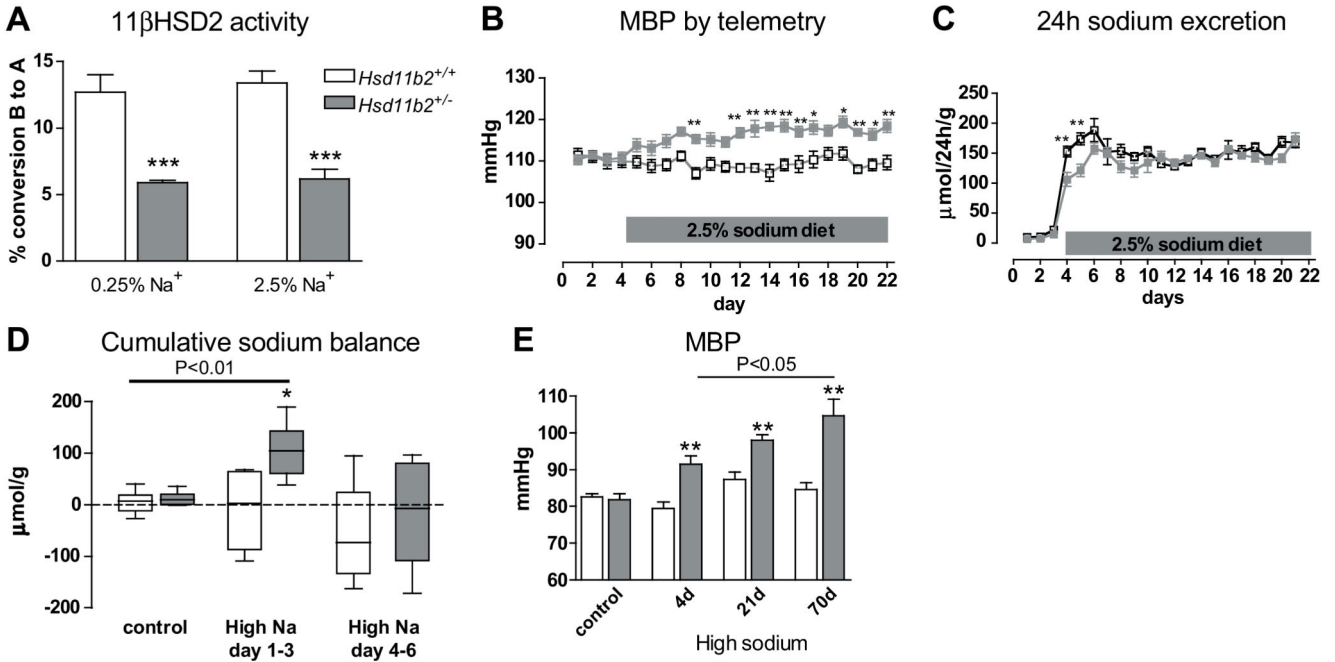 A
11βHSD2 activity
% conversion B to A
15
10
5
0
***
***
0.25% Na+
2.5% Na+
Hsd11b2+/+
Hsd11b2+/-
B
MBP by telemetry
mmHg
130
120
110
100
90
** ** ** ** ** ** * * ** * **
2.5% sodium diet
0 2 4 6 8 10 12 14 16 18 20 22
day
C
24h sodium excretion
μmol/24h/g
250
200
150
100
50
0
** **
2.5% sodium diet
0 2 4 6 8 10 12 14 16 18 20 22
days
D
Cumulative sodium balance
P<0.01
*
μmol/g
200
100
0
-100
-200
control
High Na
day 1-3
High Na
day 4-6
E
MBP
P<0.05
mmHg
110
100
90
80
70
60
**
**
**
control
4d
21d
70d
High sodium